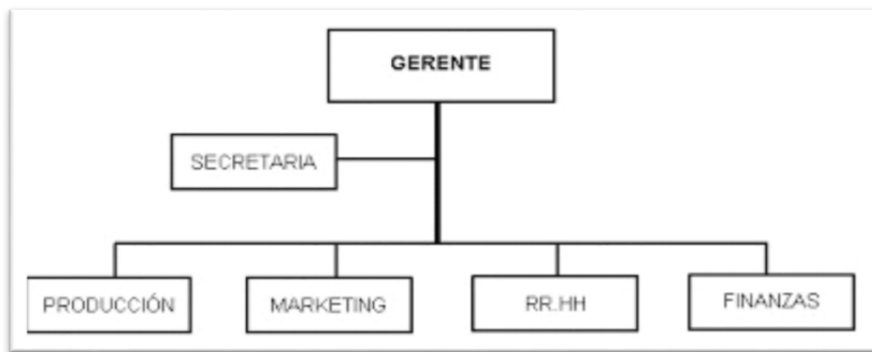 GERENTE
SECRETARIA
PRODUCCIÓN
MARKETING
RR.HH
FINANZAS